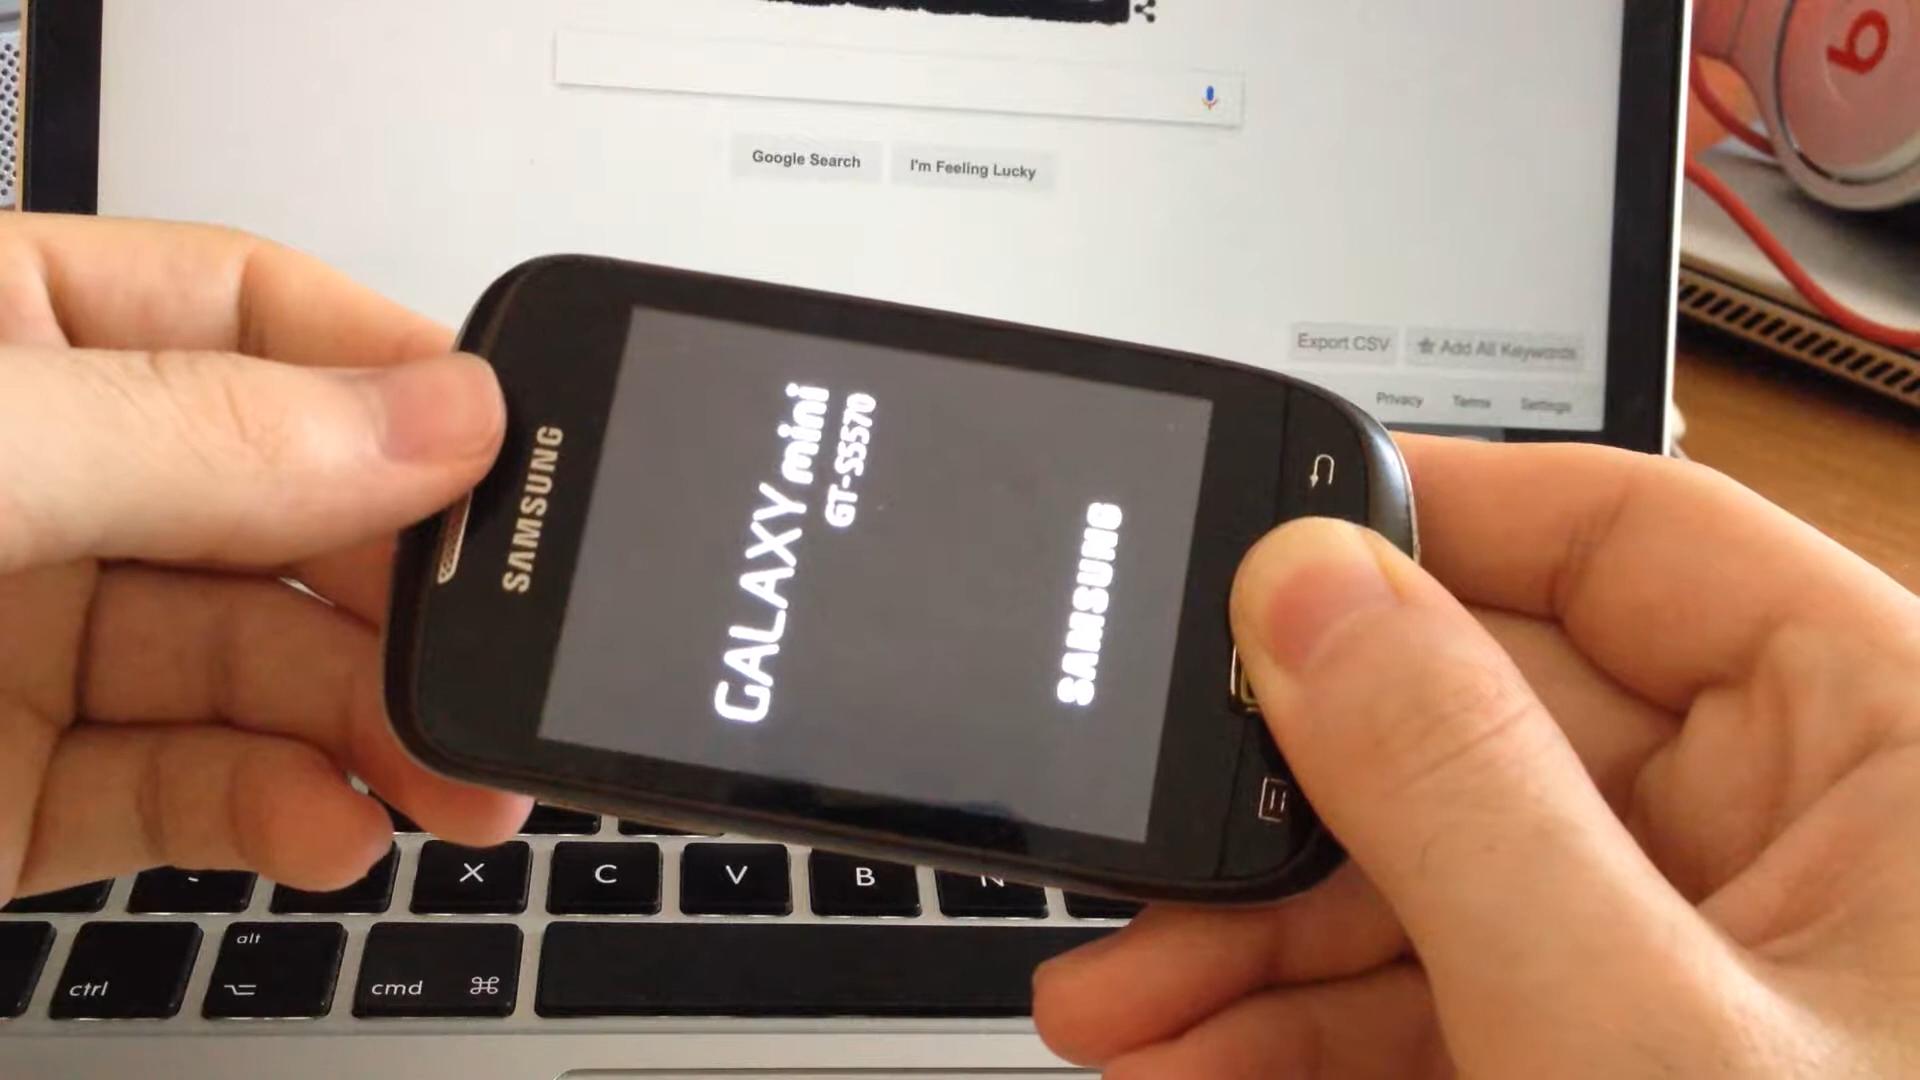 Google Search
I'm Feeling Lucky
Export CSV
Add All Keywords
Privacy
Terms
Settings
SAMSUNG
GALAXY mini
GT-S5570
SAMSUNG
X
C
V
B
N
ctrl
alt
cmd ⌘
b